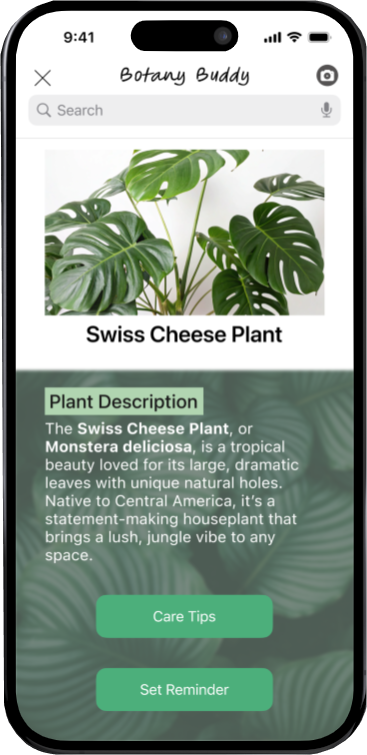 9:41
Botany Buddy
Search
Swiss Cheese Plant
Plant Description
The Swiss Cheese Plant, or
Monstera deliciosa, is a tropical
beauty loved for its large, dramatic
leaves with unique natural holes.
Native to Central America, it's a
statement-making houseplant that
brings a lush, jungle vibe to any
space.
Care Tips
Set Reminder